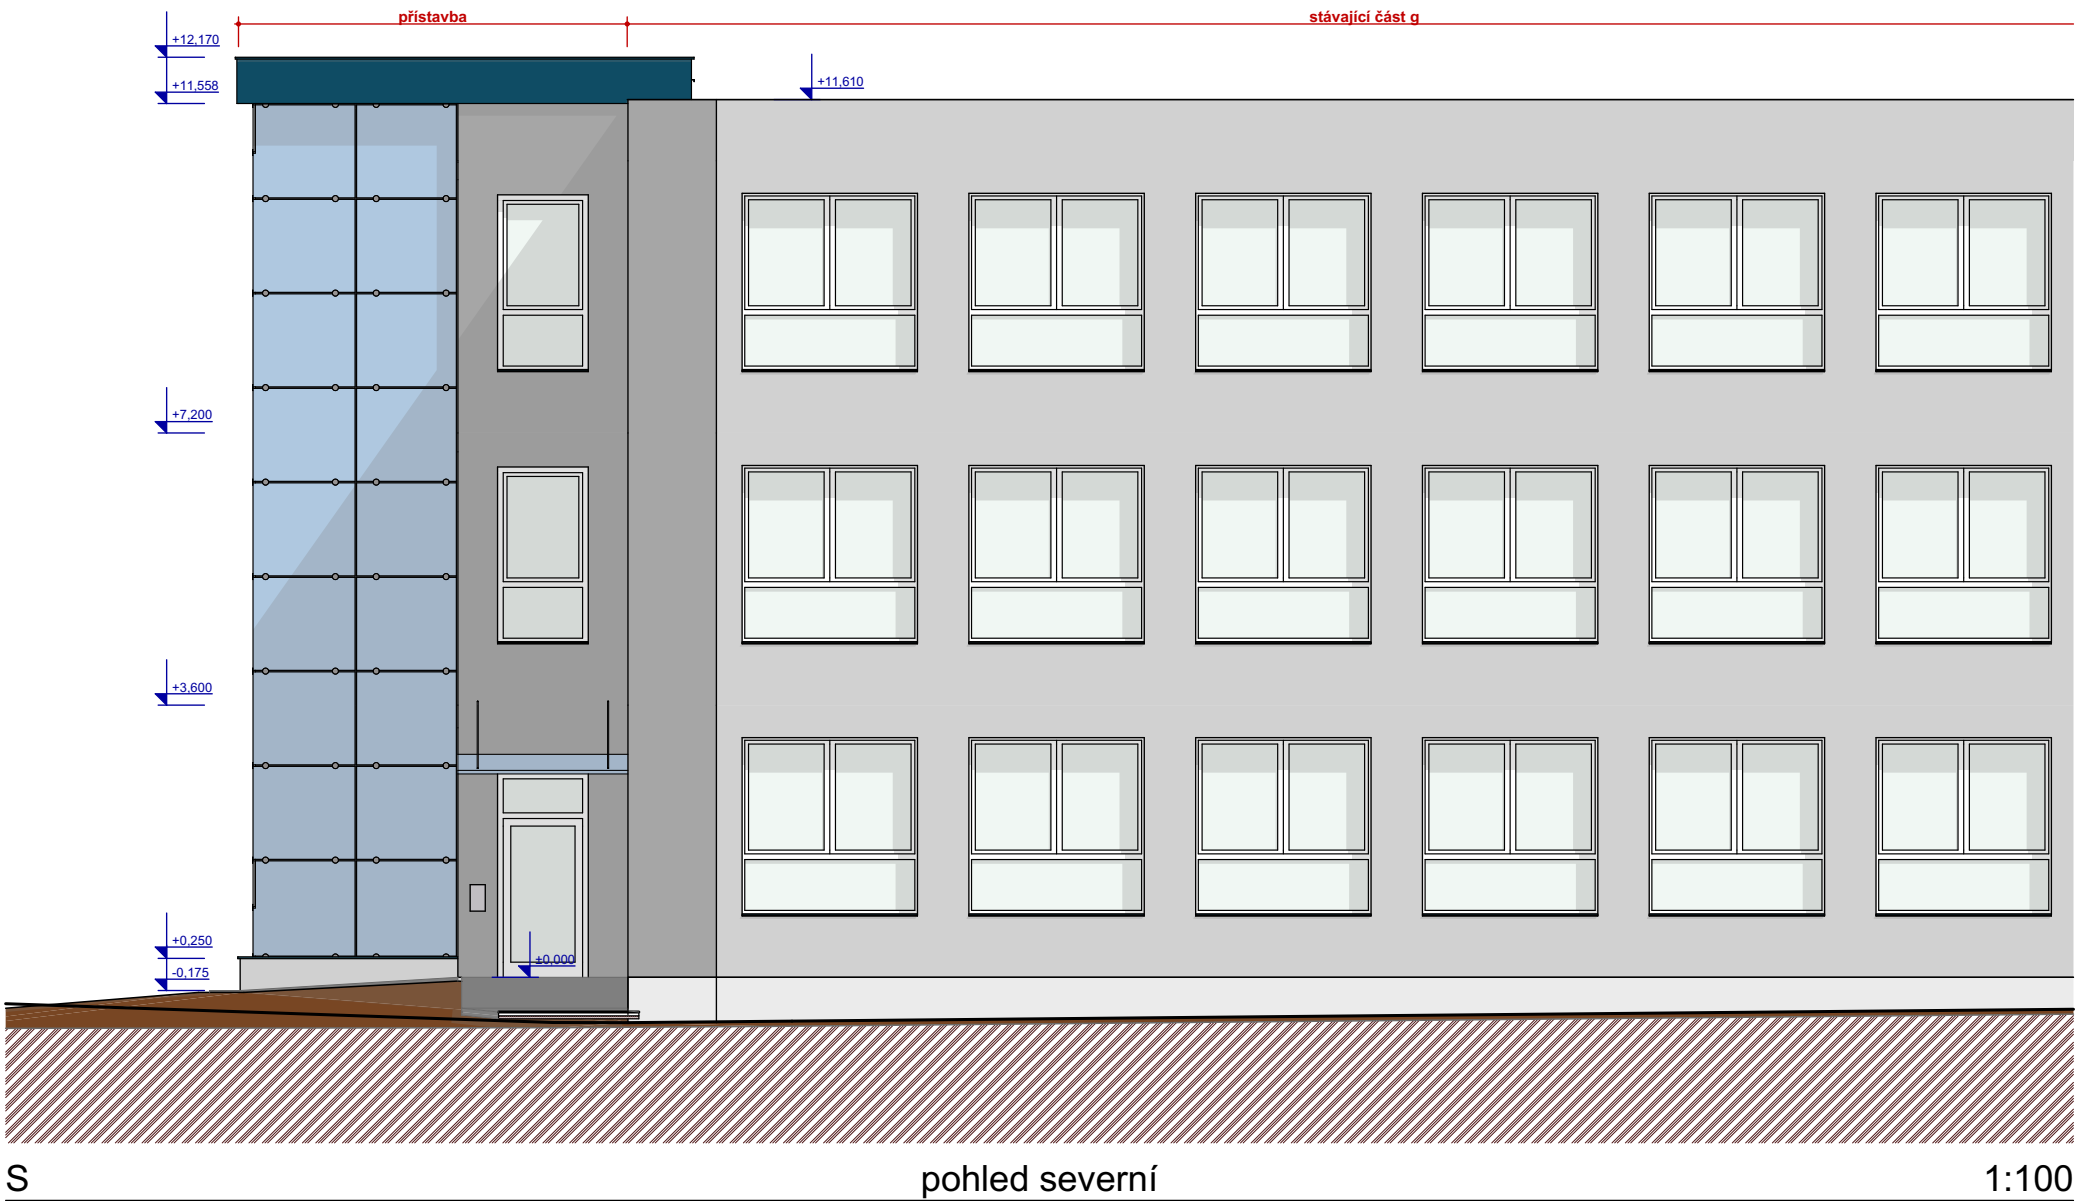 přístavba
stávající část g
+12,170
+11,558
+11,610
+7,200
+3,600
+0,250
±0,000
-0,175
S
pohled severní
1:100